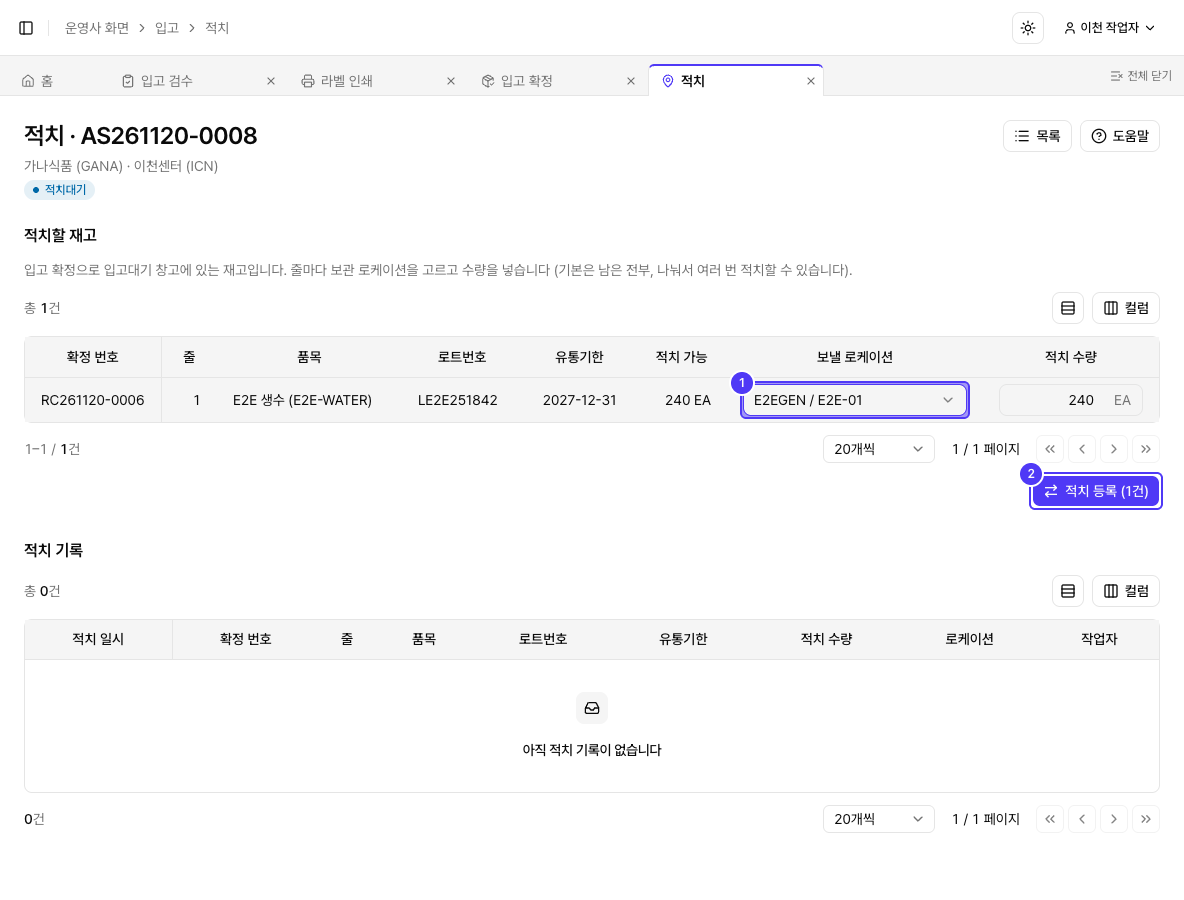 운영사 화면 > 입고 > 적치
이천 작업자
홈
입고 검수
라벨 인쇄
입고 확정
적치
전체 닫기
적치 · AS261120-0008
목록
도움말
가나식품 (GANA) · 이천센터 (ICN)
적치대기
적치할 재고
입고 확정으로 입고대기 창고에 있는 재고입니다. 줄마다 보관 로케이션을 고르고 수량을 넣습니다 (기본은 남은 전부, 나눠서 여러 번 적치할 수 있습니다).
총 1건
컬럼
확정 번호 줄 품목 로트번호 유통기한 적치 가능 보낼 로케이션 적치 수량
1
RC261120-0006 1 E2E 생수 (E2E-WATER) LE2E251842 2027-12-31 240 EA E2EGEN / E2E-01 240 EA
1–1 / 1건
20개씩
1 / 1 페이지
2
적치 등록 (1건)
적치 기록
총 0건
컬럼
적치 일시 확정 번호 줄 품목 로트번호 유통기한 적치 수량 로케이션 작업자
아직 적치 기록이 없습니다
0건
20개씩
1 / 1 페이지